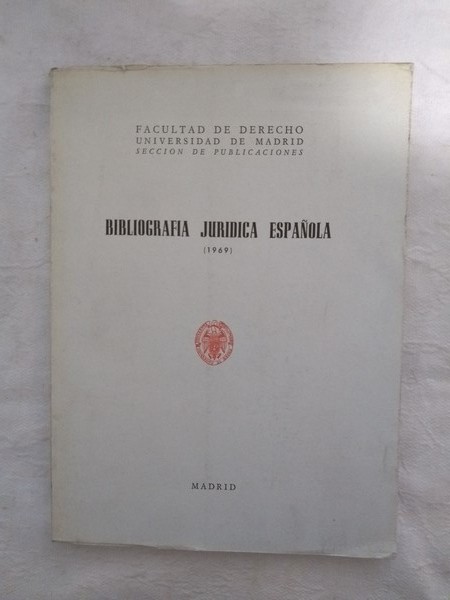 FACULTAD DE DERECHO
UNIVERSIDAD DE MADRID
SECCION DE PUBLICACIONES
BIBLIOGRAFIA JURIDICA ESPAÑOLA
(1969)
MADRID